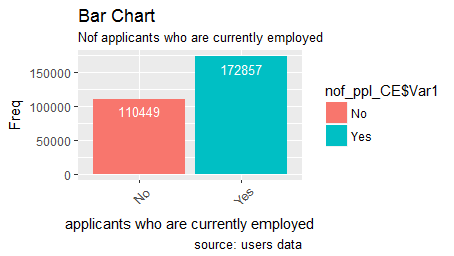 Bar Chart
Nof applicants who are currently employed
Freq
150000
100000
50000
0
110449
172857
No
Yes
applicants who are currently employed
source: users data
nof_ppl_CE$Var1
No
Yes